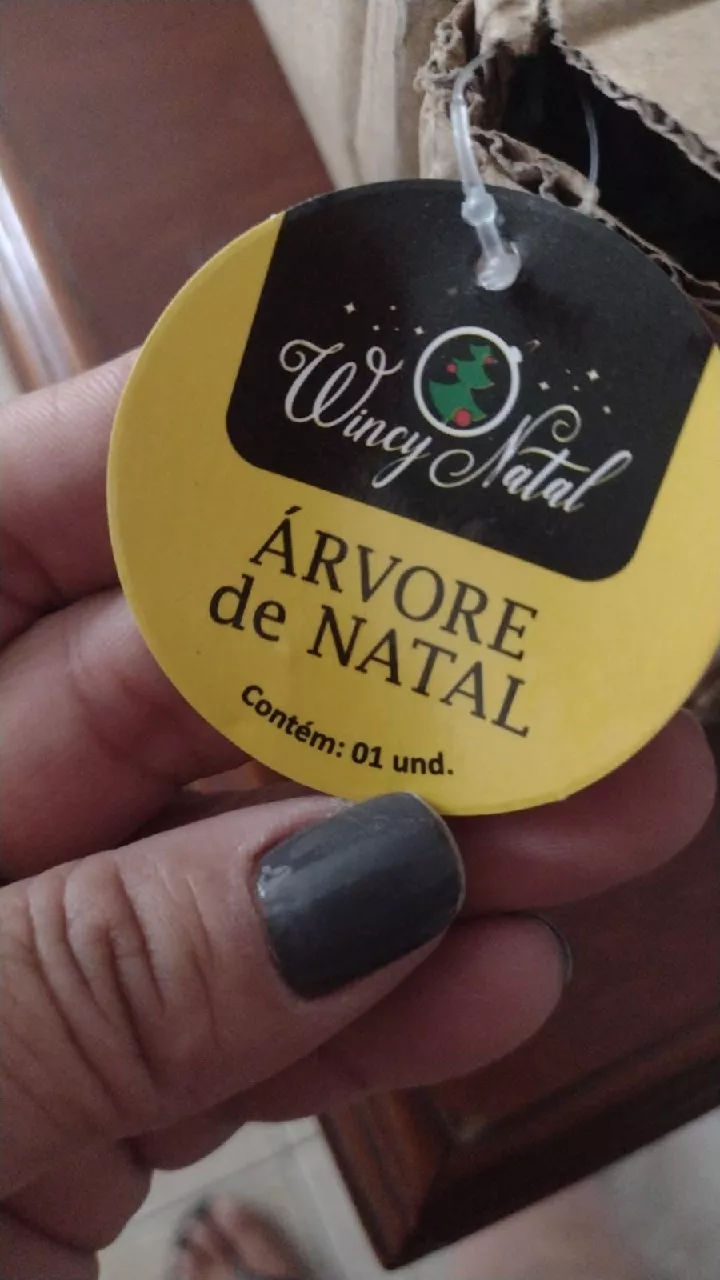 Wincy Natal
ÁRVORE
de NATAL
Contém: 01 und.